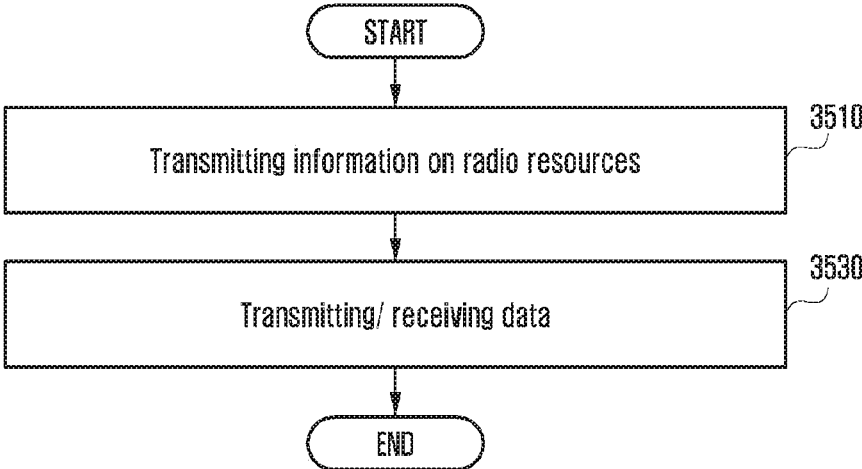 START
3510
Transmitting information on radio resources
3530
Transmitting/ receiving data
END